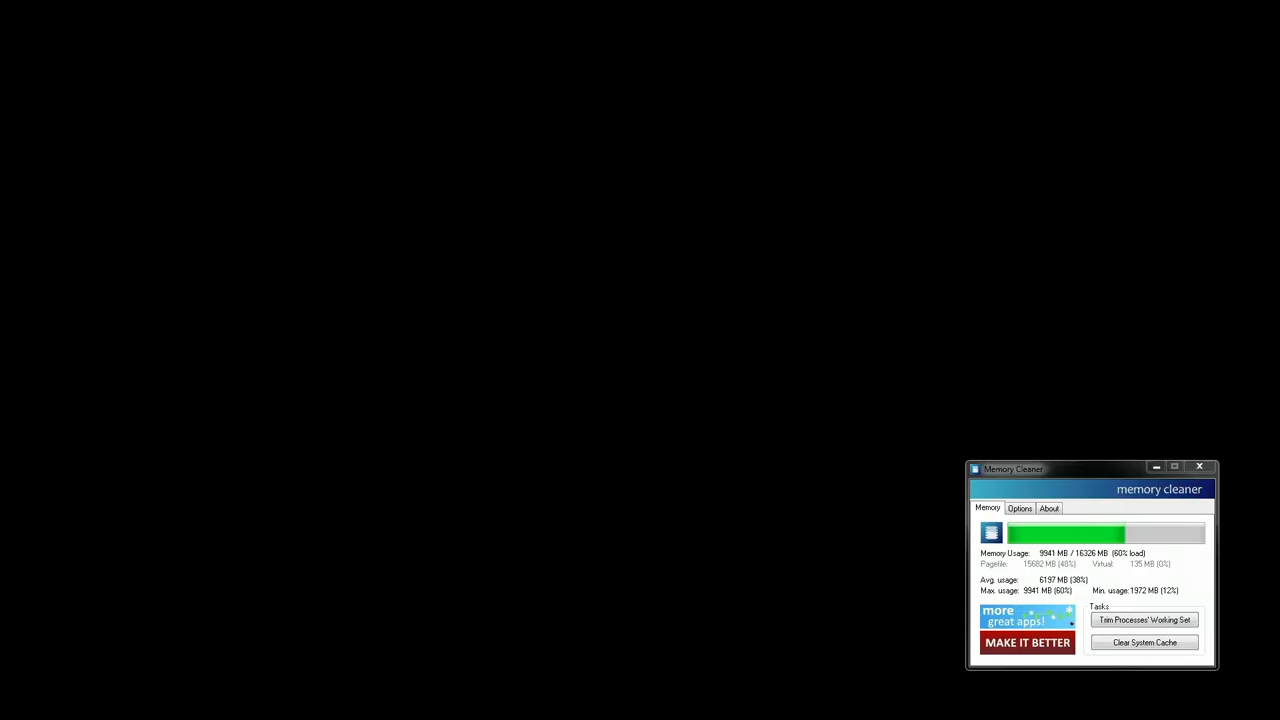 Memory Cleaner
memory cleaner
Memory Options About
Memory Usage: 9941 MB / 16326 MB (60% load)
Pagefile: 15682 MB (48%) Virtual: 135 MB (0%)
Avg. usage: 6197 MB (38%)
Max. usage: 9941 MB (60%) Min. usage: 1972 MB (12%)
Tasks
more
great apps!
Trim Processes' Working Set
MAKE IT BETTER
Clear System Cache